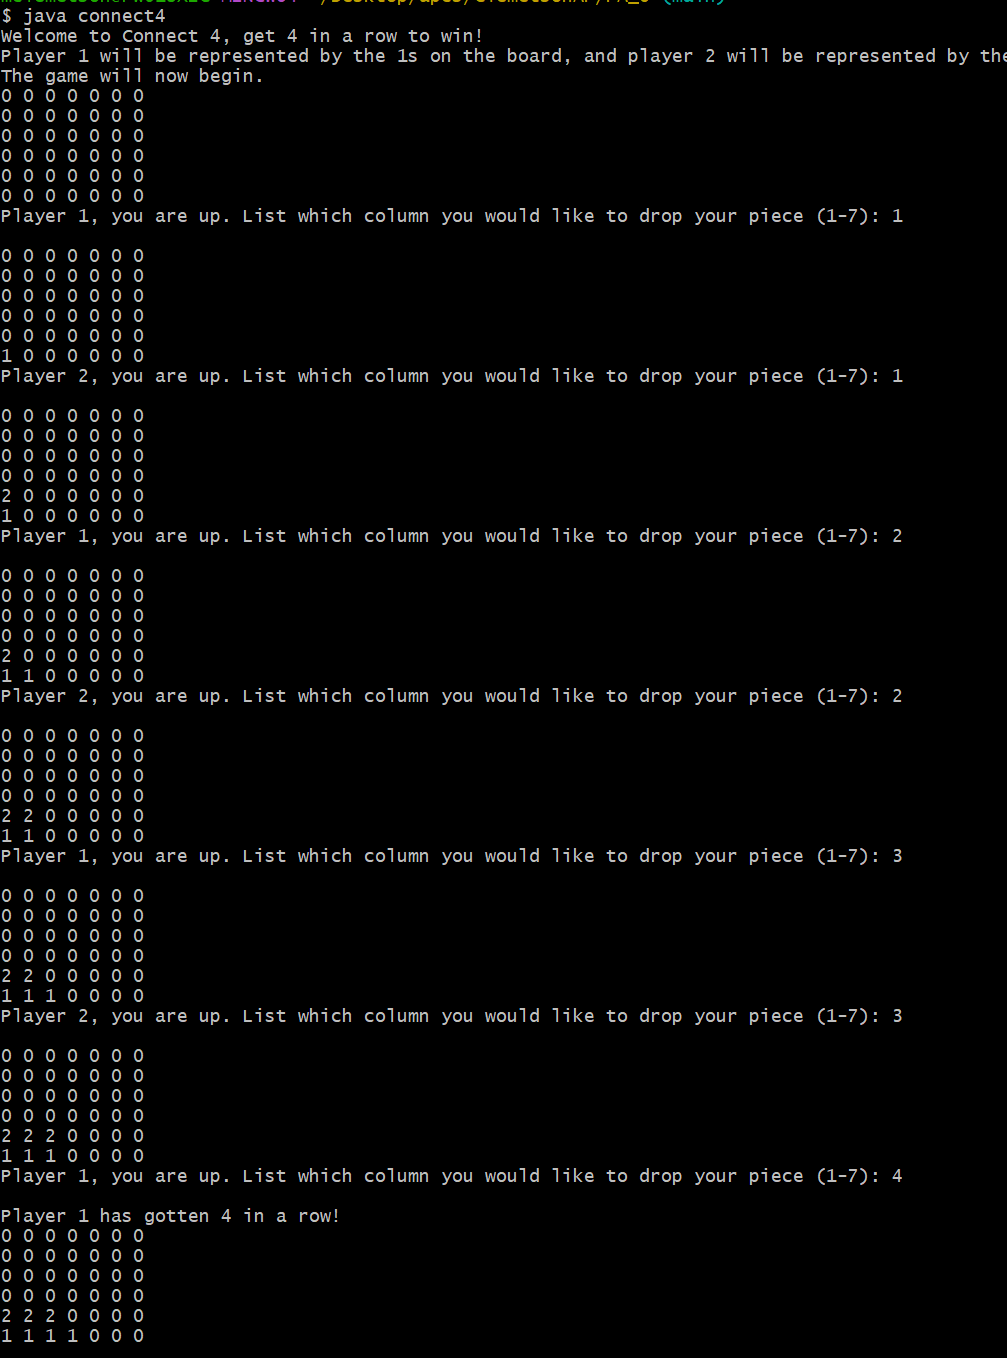 $ java connect4
Welcome to Connect 4, get 4 in a row to win!
Player 1 will be represented by the 1s on the board, and player 2 will be represented by the
The game will now begin.
0 0 0 0 0 0 0
0 0 0 0 0 0 0
0 0 0 0 0 0 0
0 0 0 0 0 0 0
0 0 0 0 0 0 0
0 0 0 0 0 0 0
Player 1, you are up. List which column you would like to drop your piece (1-7): 1
0 0 0 0 0 0 0
0 0 0 0 0 0 0
0 0 0 0 0 0 0
0 0 0 0 0 0 0
0 0 0 0 0 0 0
1 0 0 0 0 0 0
Player 2, you are up. List which column you would like to drop your piece (1-7): 1
0 0 0 0 0 0 0
0 0 0 0 0 0 0
0 0 0 0 0 0 0
0 0 0 0 0 0 0
2 0 0 0 0 0 0
1 0 0 0 0 0 0
Player 1, you are up. List which column you would like to drop your piece (1-7): 2
0 0 0 0 0 0 0
0 0 0 0 0 0 0
0 0 0 0 0 0 0
0 0 0 0 0 0 0
2 0 0 0 0 0 0
1 1 0 0 0 0 0
Player 2, you are up. List which column you would like to drop your piece (1-7): 2
0 0 0 0 0 0 0
0 0 0 0 0 0 0
0 0 0 0 0 0 0
0 0 0 0 0 0 0
2 2 0 0 0 0 0
1 1 0 0 0 0 0
Player 1, you are up. List which column you would like to drop your piece (1-7): 3
0 0 0 0 0 0 0
0 0 0 0 0 0 0
0 0 0 0 0 0 0
0 0 0 0 0 0 0
2 2 0 0 0 0 0
1 1 1 0 0 0 0
Player 2, you are up. List which column you would like to drop your piece (1-7): 3
0 0 0 0 0 0 0
0 0 0 0 0 0 0
0 0 0 0 0 0 0
0 0 0 0 0 0 0
2 2 2 0 0 0 0
1 1 1 0 0 0 0
Player 1, you are up. List which column you would like to drop your piece (1-7): 4
Player 1 has gotten 4 in a row!
0 0 0 0 0 0 0
0 0 0 0 0 0 0
0 0 0 0 0 0 0
0 0 0 0 0 0 0
2 2 2 0 0 0 0
1 1 1 1 0 0 0